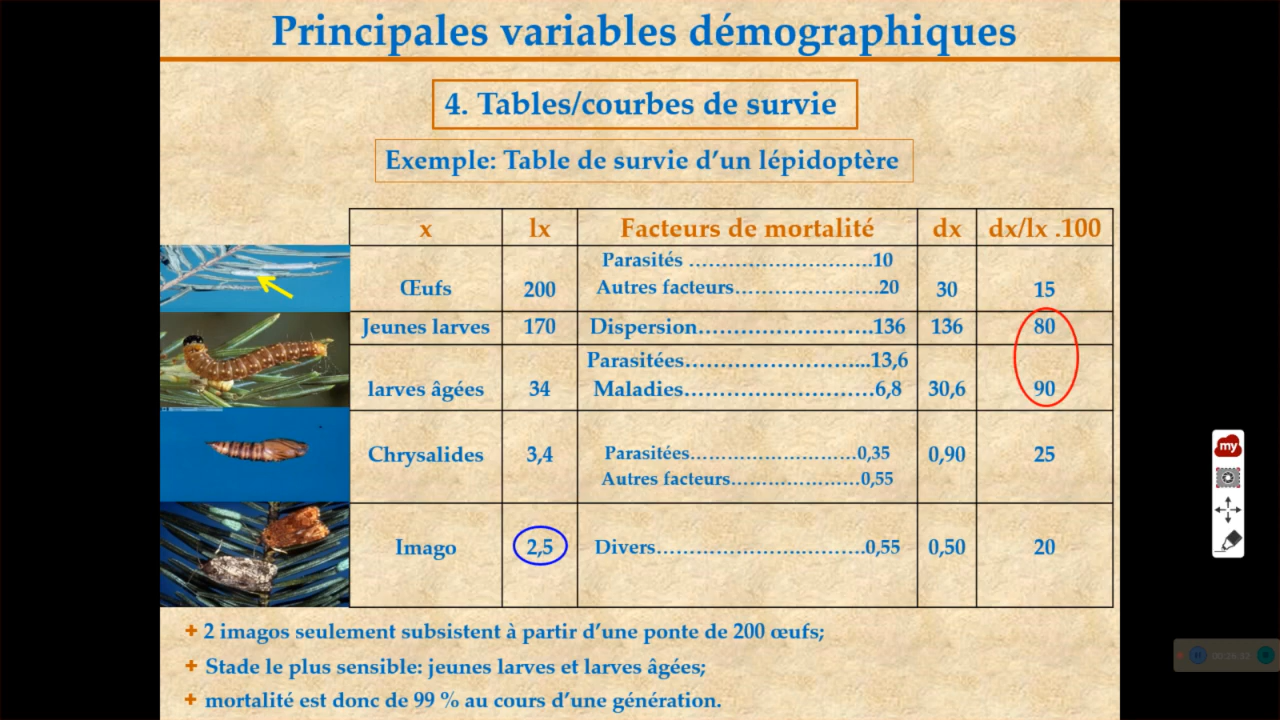 Principales variables démographiques
4. Tables/courbes de survie
Exemple: Table de survie d'un lépidoptère
x lx Facteurs de mortalité dx dx/lx .100
Parasités ............................10
Œufs 200 Autres facteurs......................20 30 15
Jeunes larves 170 Dispersion...........................136 136 80
Parasitées.............................13,6
larves âgées 34 Maladies.............................6,8 30,6 90
Chrysalides 3,4 Parasitées............................0,35 0,90 25
Autres facteurs......................0,55
Imago 2,5 Divers.................................0,55 0,50 20
+ 2 imagos seulement subsistent à partir d'une ponte de 200 œufs;
+ Stade le plus sensible: jeunes larves et larves âgées;
+ mortalité est donc de 99 % au cours d'une génération.
my